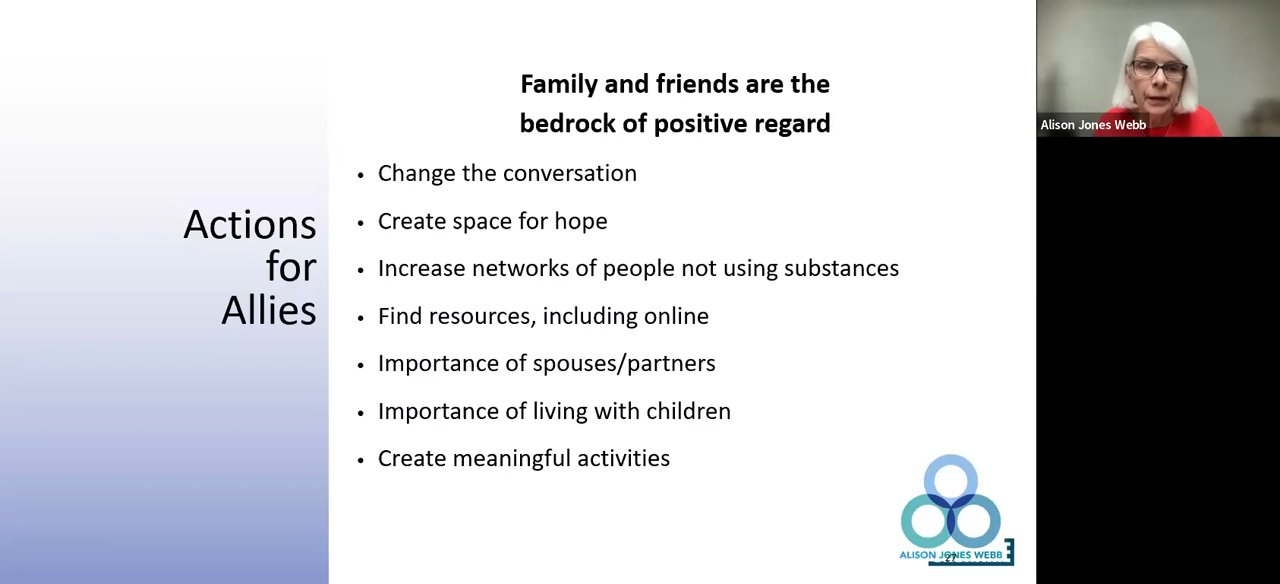 Actions
for
Allies
Family and friends are the
bedrock of positive regard
• Change the conversation
• Create space for hope
• Increase networks of people not using substances
• Find resources, including online
• Importance of spouses/partners
• Importance of living with children
• Create meaningful activities
ALISON JONES WEBB
27
Alison Jones Webb